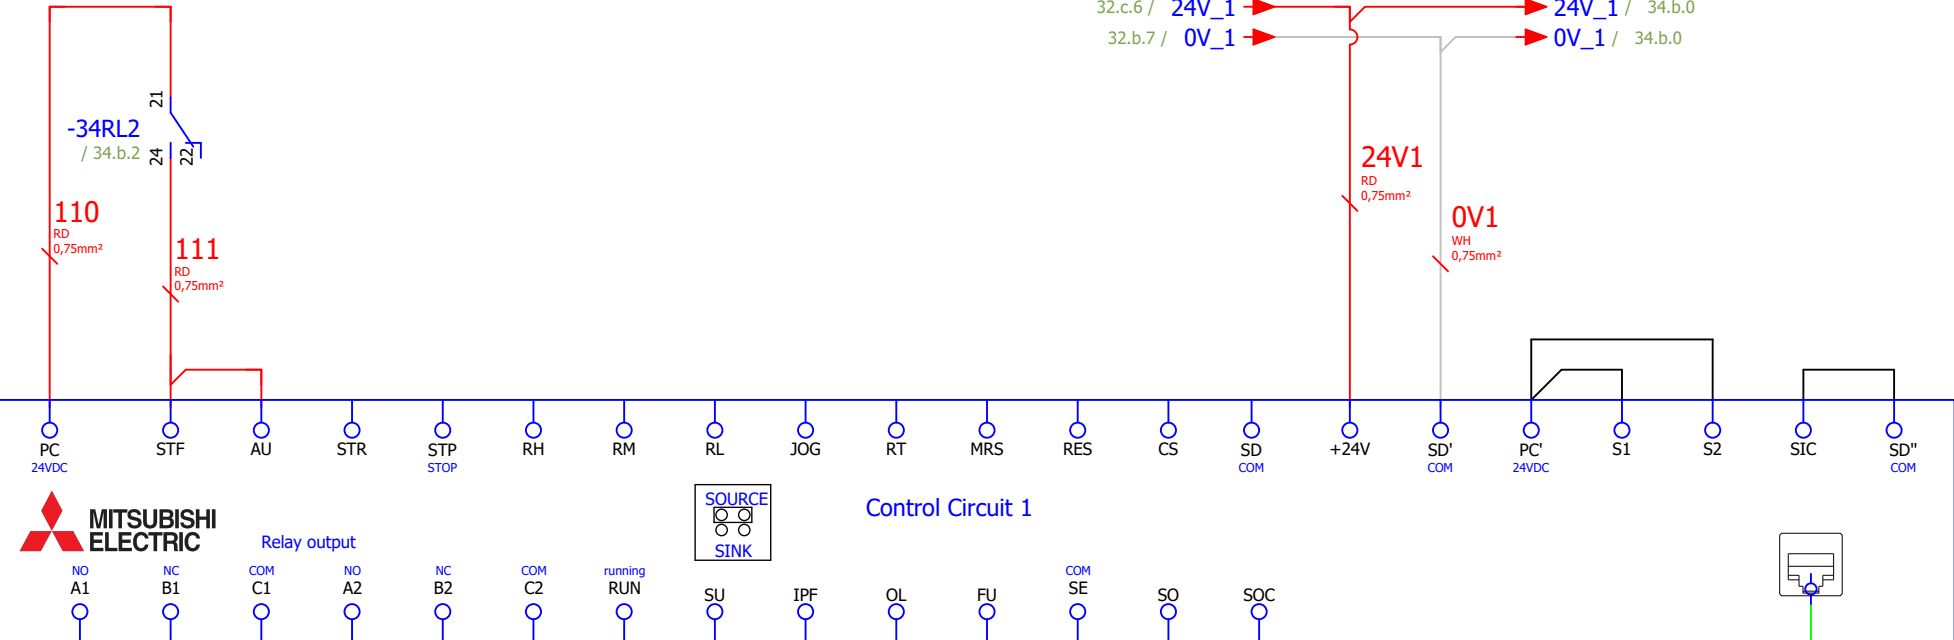 32.c.6 / 24V_1 24V_1 / 34.b.0
32.b.7 / 0V_1 0V_1 / 34.b.0
21
-34RL2
/ 34.b.2 24 22
24V1
RD
0,75mm²
110
RD
0,75mm²
0V1
WH
0,75mm²
111
RD
0,75mm²
PC STF AU STR STP RH RM RL JOG RT MRS RES CS SD +24V SD' PC' S1 S2 SIC SD"
24VDC STOP COM COM 24VDC COM
SOURCE
SINK
Control Circuit 1
MITSUBISHI
ELECTRIC
Relay output
NO NC COM NO NC COM running COM
A1 B1 C1 A2 B2 C2 RUN SU IPF OL FU SE SO SOC